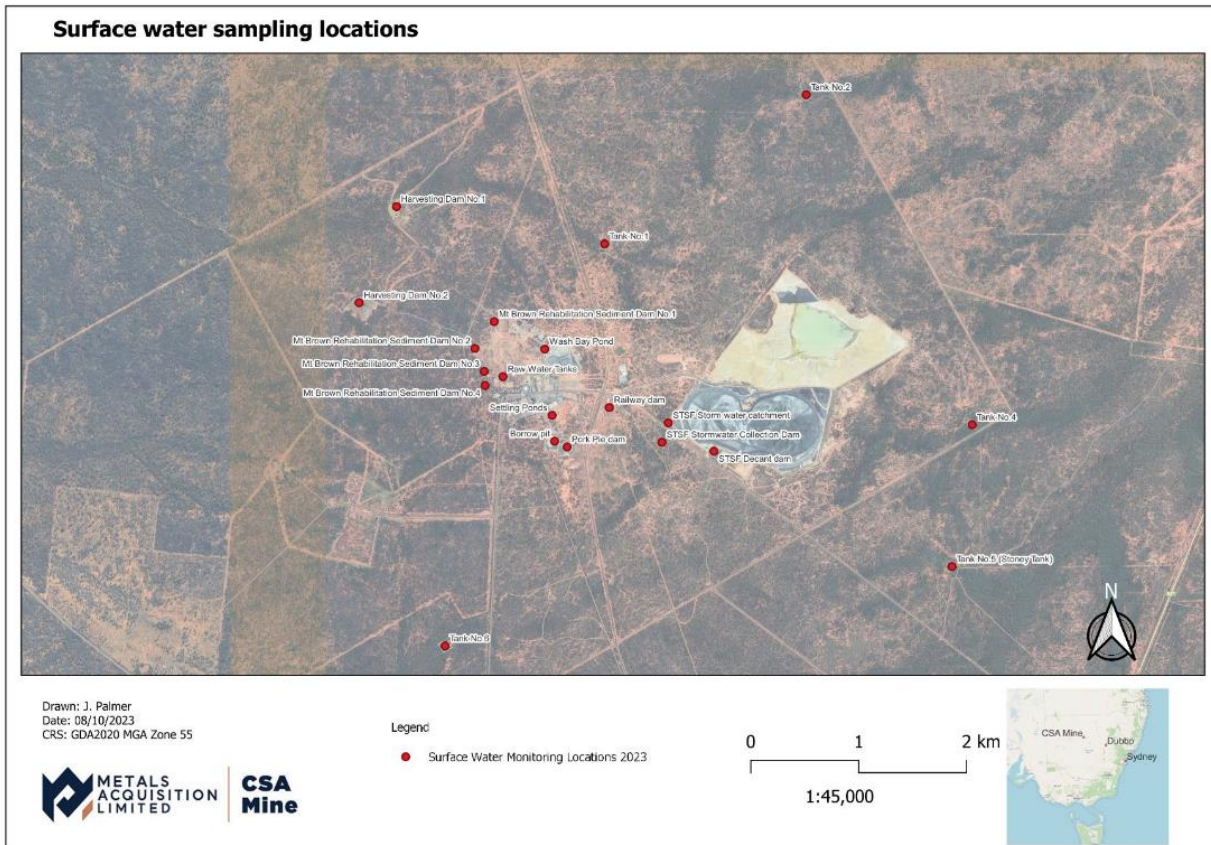 Surface water sampling locations
Tank No.2
Harvesting Dam No.1
Tank No.1
Harvesting Dam No.2
Mt Brown Rehabilitation Sediment Dam No.1
Mt Brown Rehabilitation Sediment Dam No.2
Wash Bay Pond
Mt Brown Rehabilitation Sediment Dam No.3
Raw Water Tanks
Mt Brown Rehabilitation Sediment Dam No.4
Railway dam
Settling Ponds
STSF Storm water catchment
Tank No.4
STSF Stormwater Collection Dam
Borrow pit
Pork Pie dam
STSF Decant dam
Tank No.5 (Stoney Tank)
N
Tank No.6
Drawn: J. Palmer
Date: 08/10/2023
CRS: GDA2020 MGA Zone 55
METALS
ACQUISITION
LIMITED
CSA
Mine
Legend
Surface Water Monitoring Locations 2023
0 1 2 km
1:45,000
CSA Mine
Dubbo
Sydney